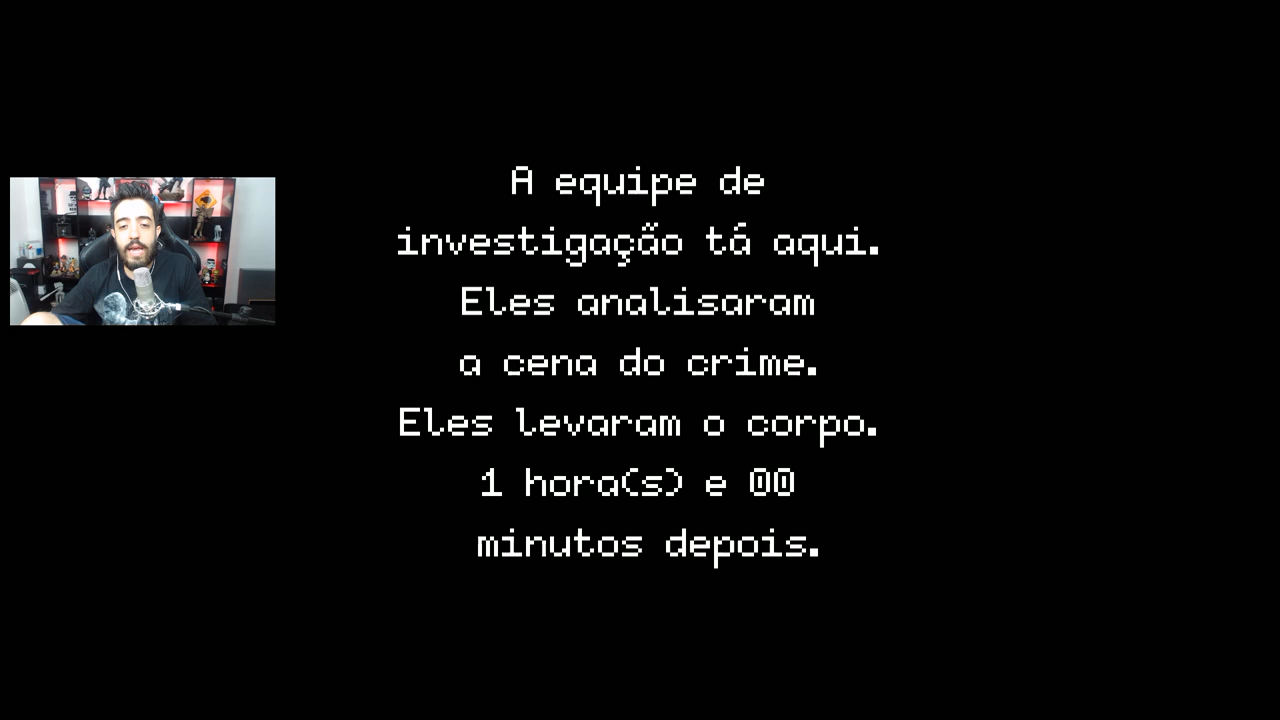 A equipe de
investigação tá aqui.
Eles analisaram
a cena do crime.
Eles levaram o corpo.
1 hora(s) e 00
minutos depois.